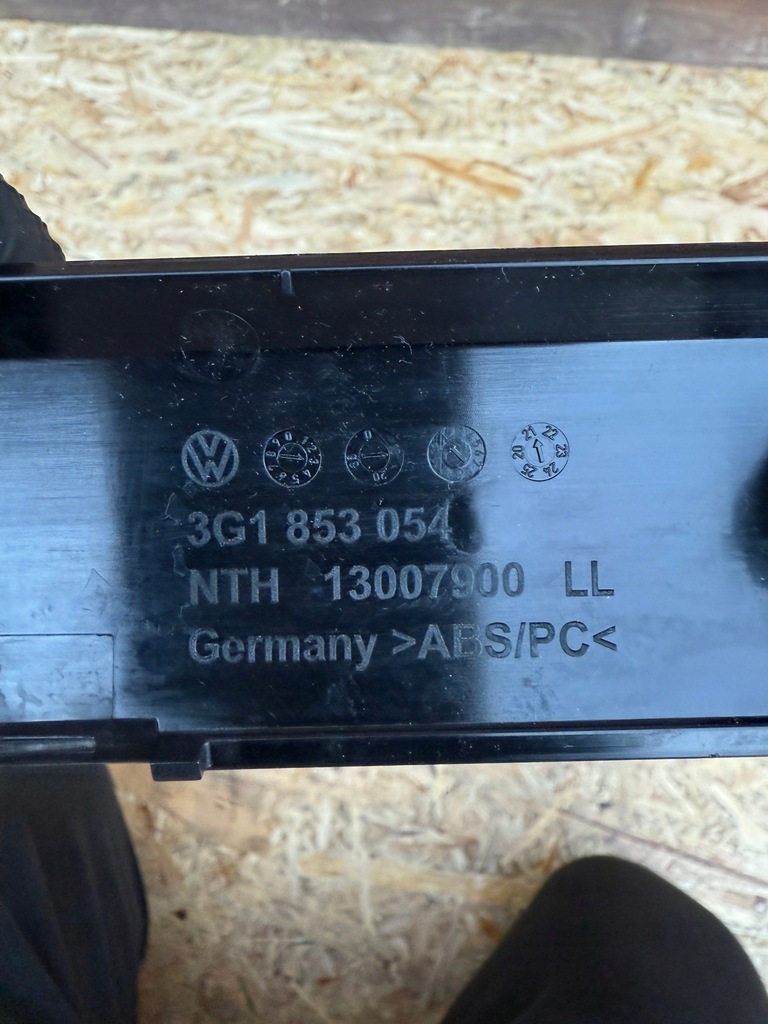 3G1 853 054
NTH 13007900 LL
Germany >ABS/PC<